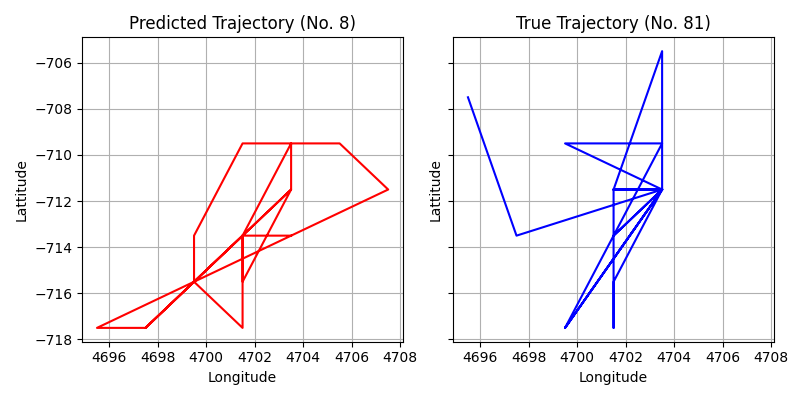 Predicted Trajectory (No. 8)
True Trajectory (No. 81)
Lattitude
−706
−708
−710
−712
−714
−716
−718
4696 4698 4700 4702 4704 4706 4708
Longitude
Lattitude
4696 4698 4700 4702 4704 4706 4708
Longitude